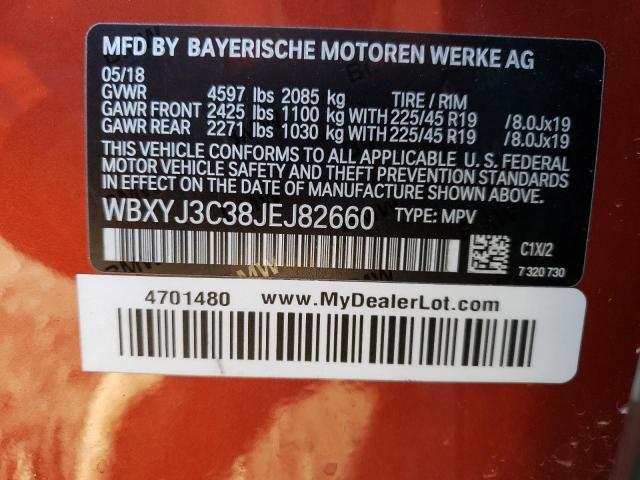 MFD BY BAYERISCHE MOTOREN WERKE AG
05/18
GVWR 4597 lbs 2085 kg TIRE / RIM
GAWR FRONT 2425 lbs 1100 kg WITH 225/45 R19 /8.0Jx19
GAWR REAR 2271 lbs 1030 kg WITH 225/45 R19 /8.0Jx19
THIS VEHICLE CONFORMS TO ALL APPLICABLE U.S. FEDERAL
MOTOR VEHICLE SAFETY AND THEFT PREVENTION STANDARDS
IN EFFECT ON THE DATE OF MANUFACTURE SHOWN ABOVE.
WBXYJ3C38JEJ82660 TYPE: MPV
C1X/2
7 320 730
4701480 www.MyDealerLot.com